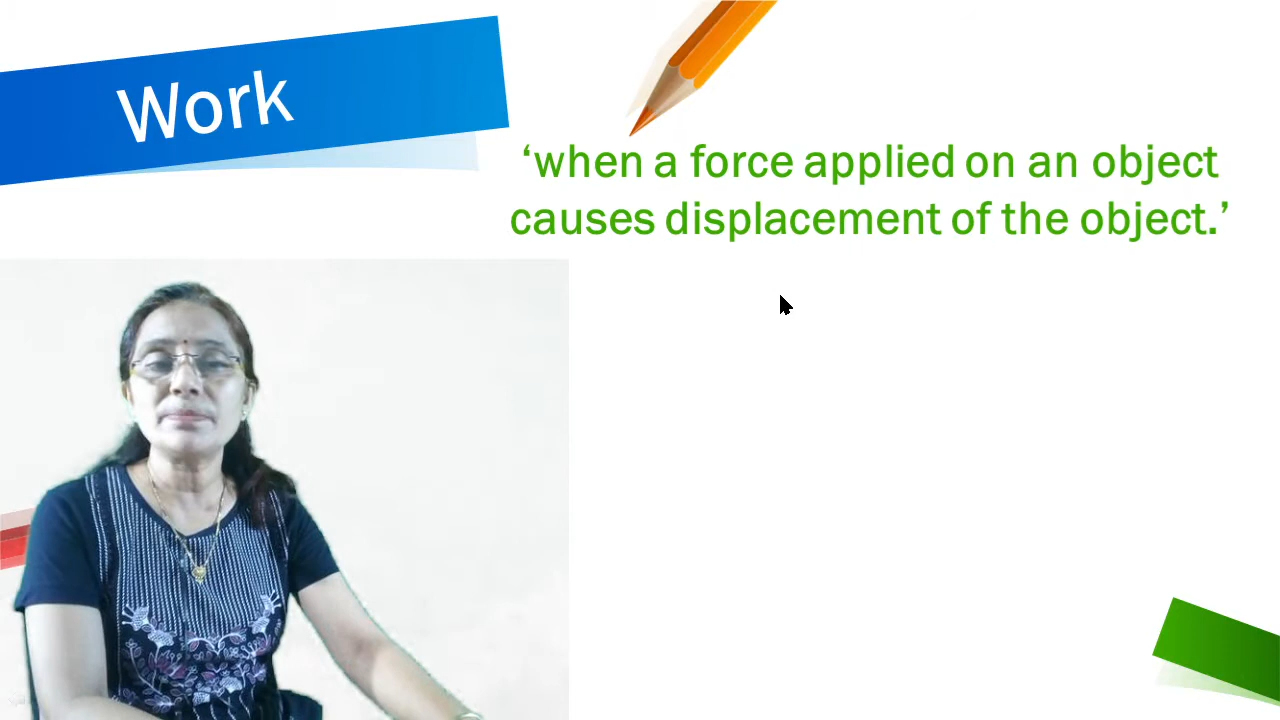 Work
‘when a force applied on an object
causes displacement of the object.’